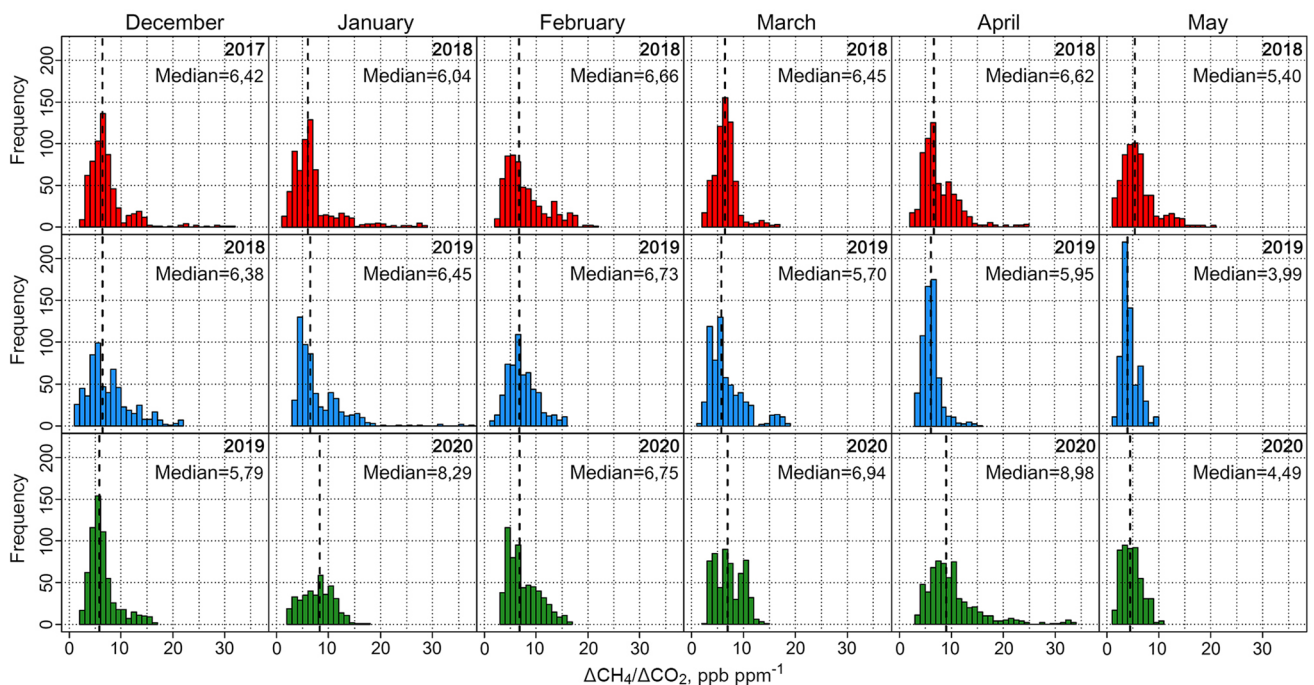 December January February March April May
2017 2018 2018 2018 2018 2018
Median=6,42 Median=6,04 Median=6,66 Median=6,45 Median=6,62 Median=5,40
Frequency
200
150
100
50
0
2018 2019 2019 2019 2019 2019
Median=6,38 Median=6,45 Median=6,73 Median=5,70 Median=5,95 Median=3,99
Frequency
200
150
100
50
0
2019 2020 2020 2020 2020 2020
Median=5,79 Median=8,29 Median=6,75 Median=6,94 Median=8,98 Median=4,49
Frequency
200
150
100
50
0
0 10 20 30 0 10 20 30 0 10 20 30 0 10 20 30 0 10 20 30 0 10 20 30
ΔCH₄/ΔCO₂, ppb ppm⁻¹